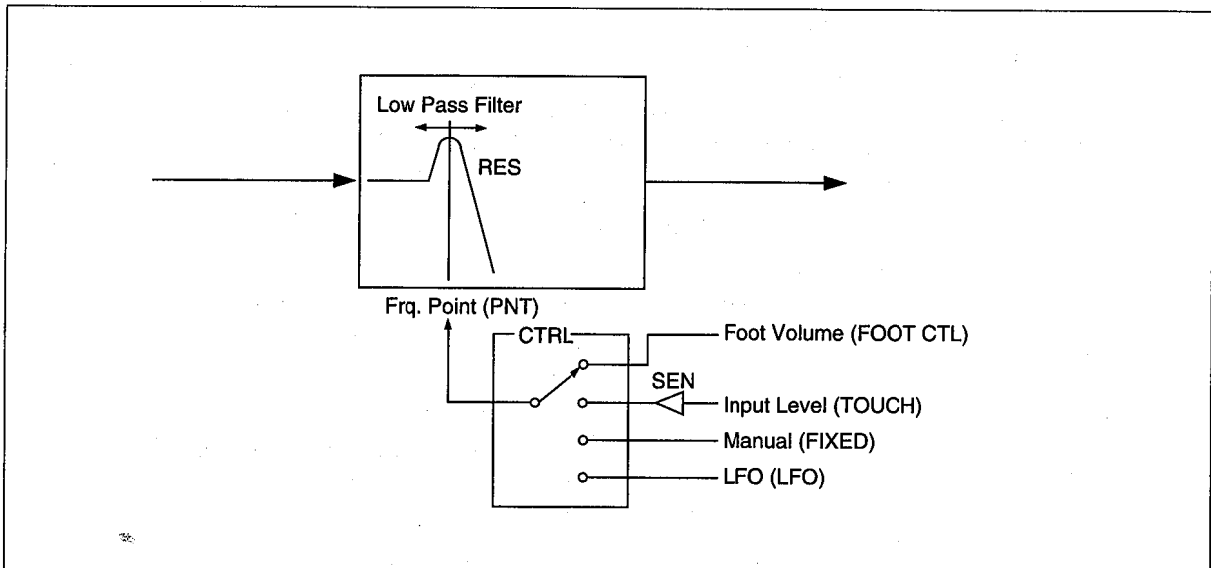 Low Pass Filter
RES
Frq. Point (PNT)
CTRL
Foot Volume (FOOT CTL)
SEN
Input Level (TOUCH)
Manual (FIXED)
LFO (LFO)